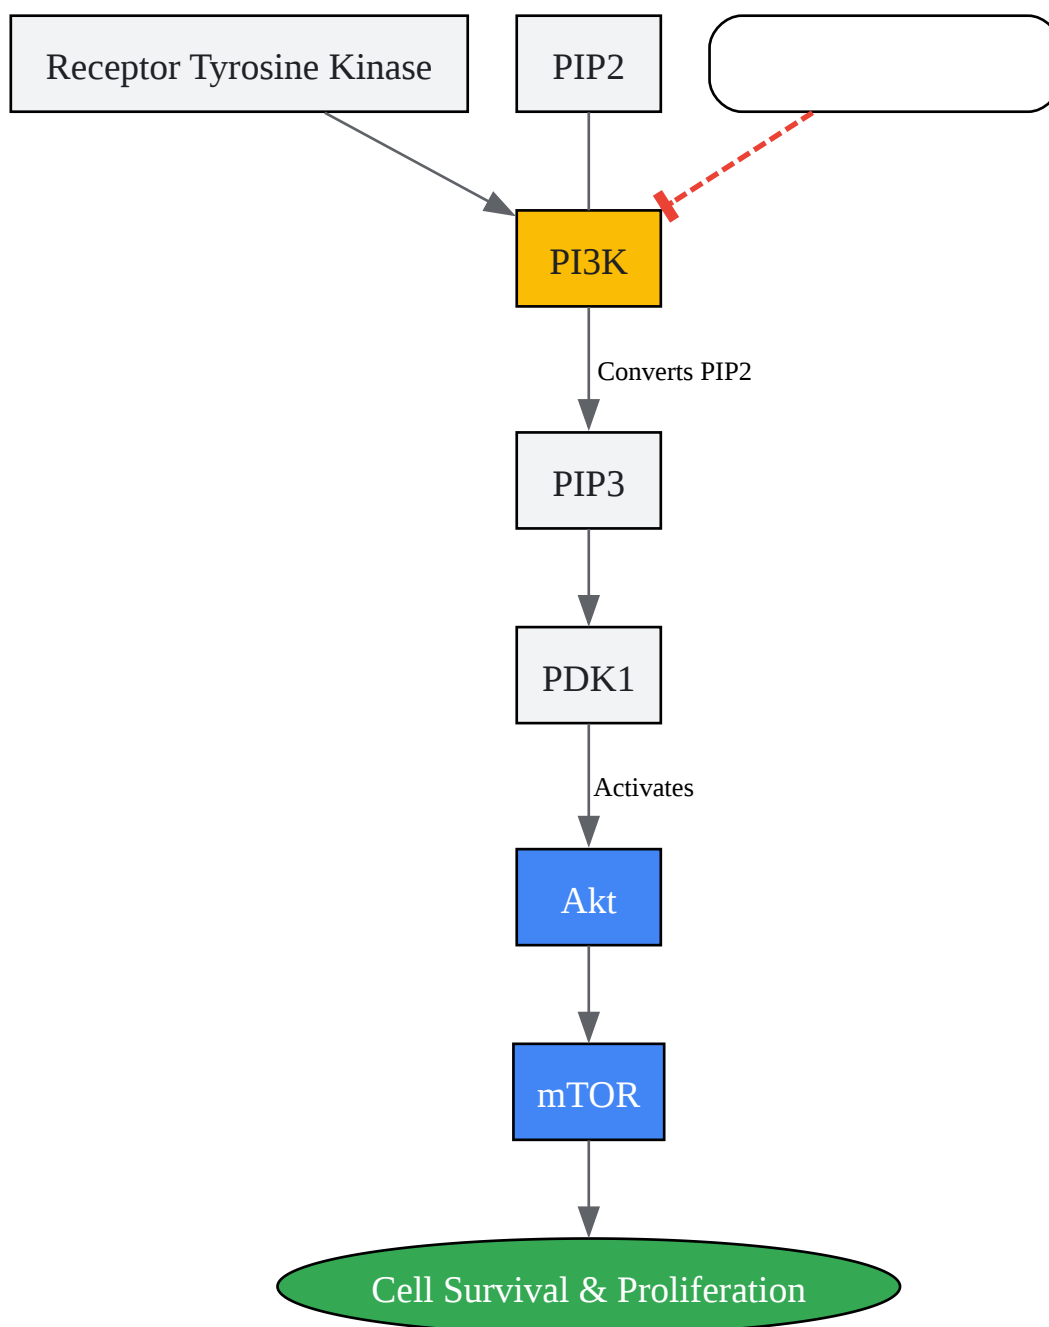 Receptor Tyrosine Kinase
PIP2
PI3K
Converts PIP2
PIP3
PDK1
Activates
Akt
mTOR
Cell Survival & Proliferation